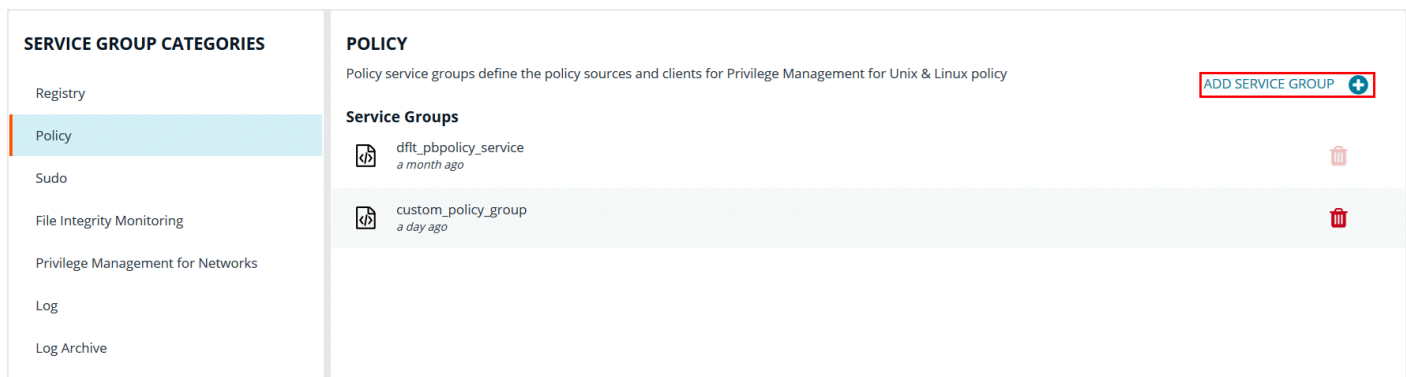 SERVICE GROUP CATEGORIES
Registry
Policy
Sudo
File Integrity Monitoring
Privilege Management for Networks
Log
Log Archive
POLICY
Policy service groups define the policy sources and clients for Privilege Management for Unix & Linux policy
ADD SERVICE GROUP
Service Groups
dflt_pbpolicy_service
a month ago
custom_policy_group
a day ago